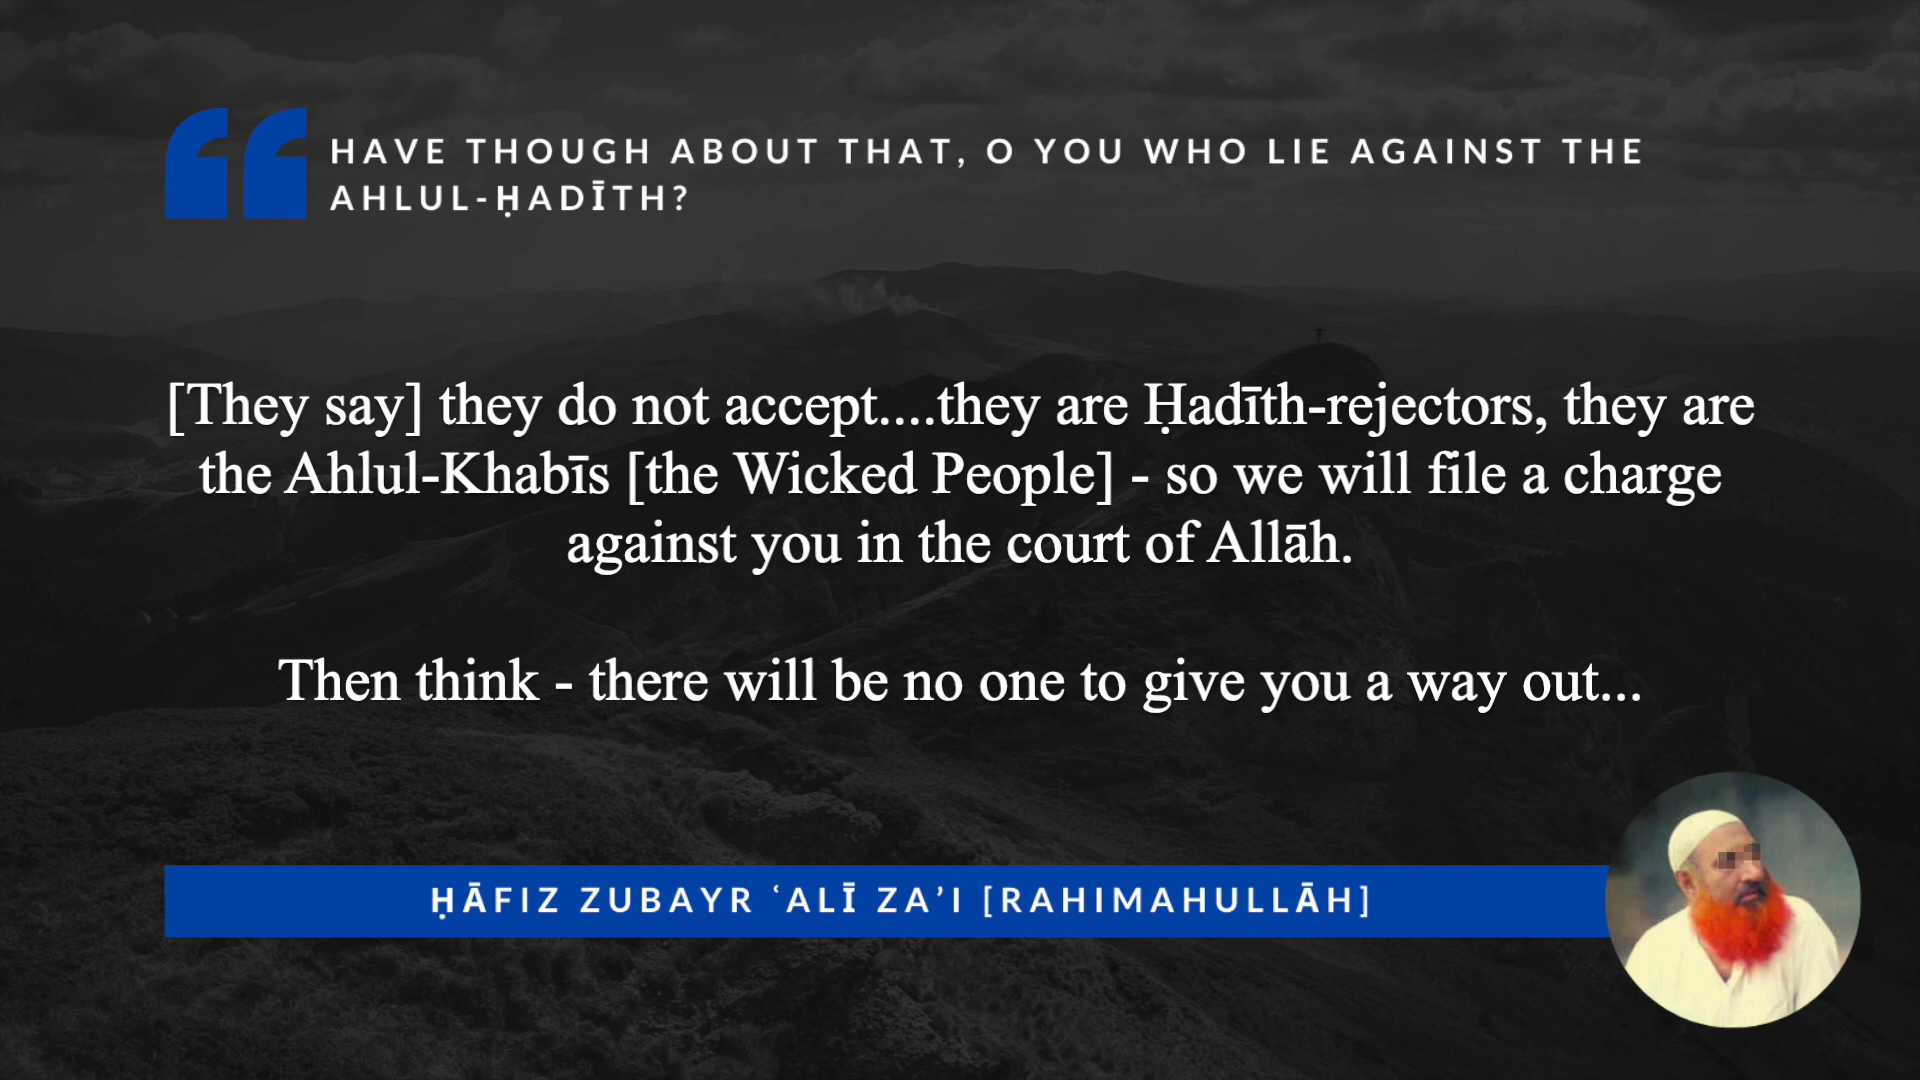 HAVE THOUGH ABOUT THAT, O YOU WHO LIE AGAINST THE
AHLUL-ḤADĪTH?
[They say] they do not accept....they are Ḥadīth-rejectors, they are
the Ahlul-Khabīs [the Wicked People] - so we will file a charge
against you in the court of Allāh.
Then think - there will be no one to give you a way out...
ḤĀFIZ ZUBAYR ʿALĪ ZA’I [RAHIMAHULLĀH]